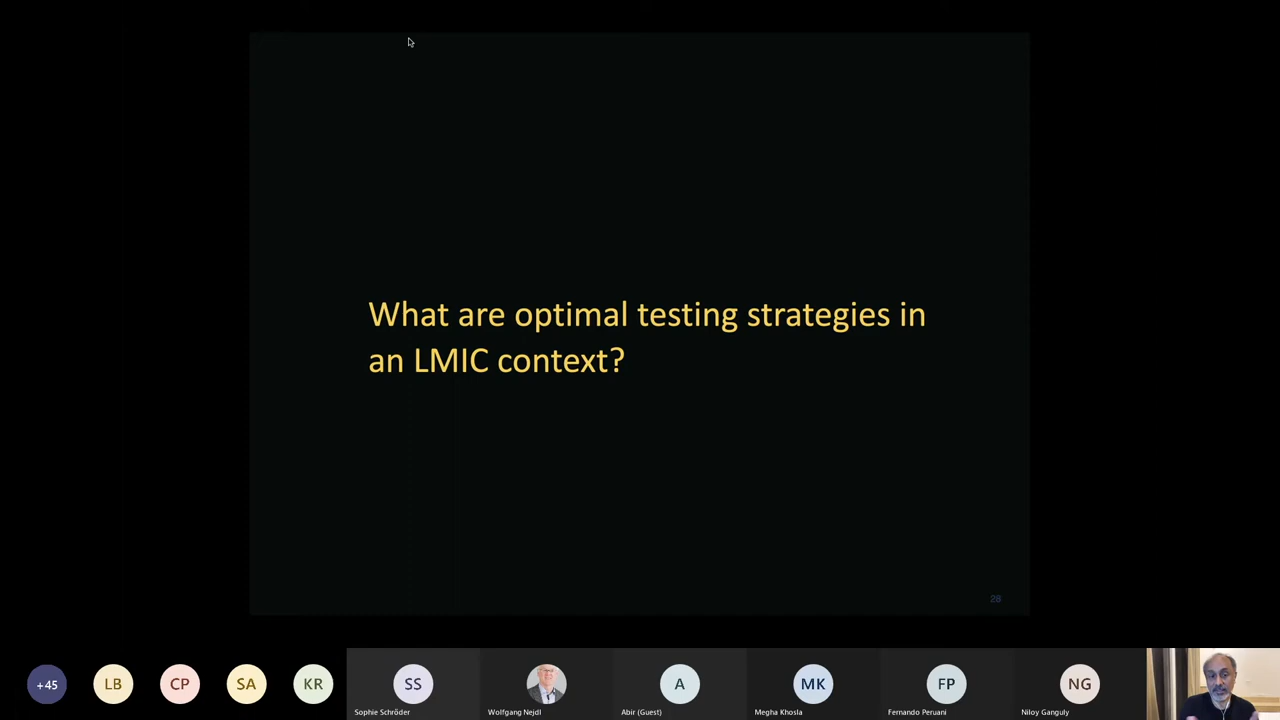 What are optimal testing strategies in
an LMIC context?
28
+45
LB
CP
SA
KR
SS
A
MK
FP
NG
Sophie Schröder
Wolfgang Nejdl
Abir (Guest)
Megha Khosla
Fernando Peruani
Niloy Ganguly